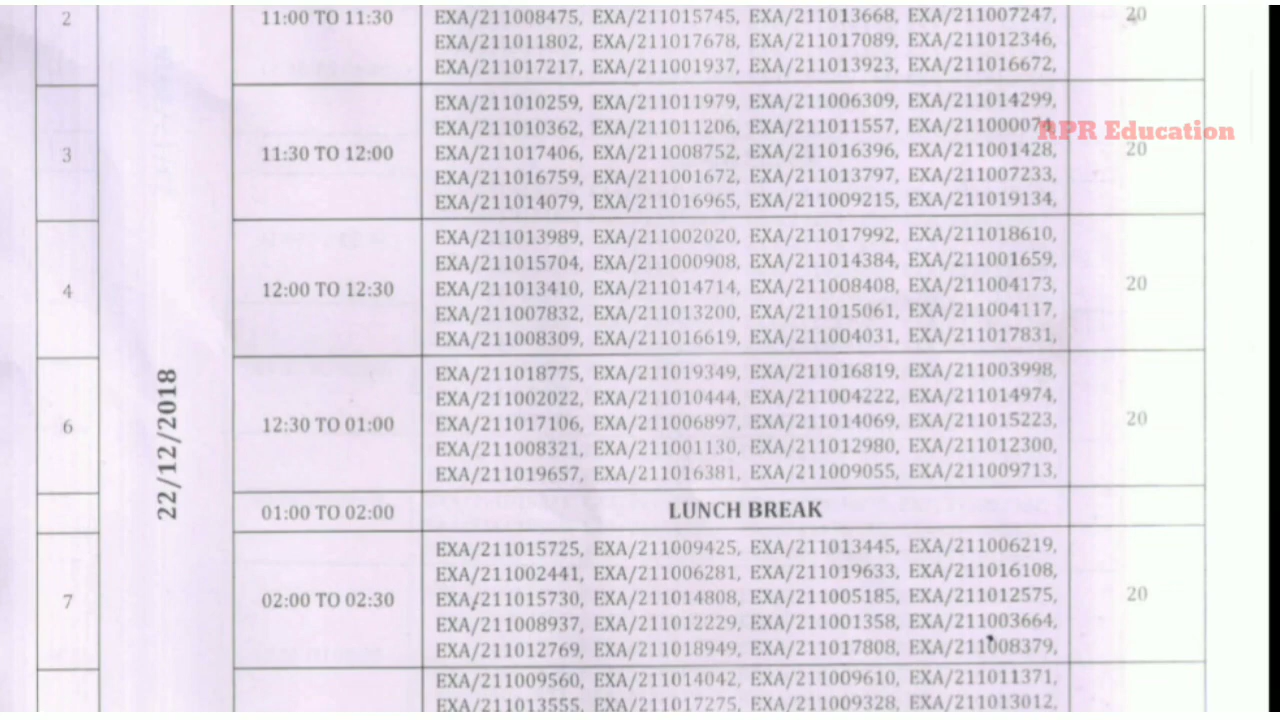 2
11:00 TO 11:30
EXA/211008475, EXA/211015745, EXA/211013668, EXA/211007247,
EXA/211011802, EXA/211017678, EXA/211017089, EXA/211012346,
EXA/211017217, EXA/211001937, EXA/211013923, EXA/211016672,
20
3
11:30 TO 12:00
EXA/211010259, EXA/211011979, EXA/211006309, EXA/211014299,
EXA/211010362, EXA/211011206, EXA/211011557, EXA/211000074,
EXA/211017406, EXA/211008752, EXA/211016396, EXA/211001428,
EXA/211016759, EXA/211001672, EXA/211013797, EXA/211007233,
EXA/211014079, EXA/211016965, EXA/211009215, EXA/211019134,
20
RPR Education
4
12:00 TO 12:30
EXA/211013989, EXA/211002020, EXA/211017992, EXA/211018610,
EXA/211015704, EXA/211000908, EXA/211014384, EXA/211001659,
EXA/211013410, EXA/211014714, EXA/211008408, EXA/211004173,
EXA/211007832, EXA/211013200, EXA/211015061, EXA/211004117,
EXA/211008309, EXA/211016619, EXA/211004031, EXA/211017831,
20
22/12/2018
6
12:30 TO 01:00
EXA/211018775, EXA/211019349, EXA/211016819, EXA/211003998,
EXA/211002022, EXA/211010444, EXA/211004222, EXA/211014974,
EXA/211017106, EXA/211006897, EXA/211014069, EXA/211015223,
EXA/211008321, EXA/211001130, EXA/211012980, EXA/211012300,
EXA/211019657, EXA/211016381, EXA/211009055, EXA/211009713,
20
01:00 TO 02:00
LUNCH BREAK
7
02:00 TO 02:30
EXA/211015725, EXA/211009425, EXA/211013445, EXA/211006219,
EXA/211002441, EXA/211006281, EXA/211019633, EXA/211016108,
EXA/211015730, EXA/211014808, EXA/211005185, EXA/211012575,
EXA/211008937, EXA/211012229, EXA/211001358, EXA/211003664,
EXA/211012769, EXA/211018949, EXA/211017808, EXA/211008379,
20
EXA/211009560, EXA/211014042, EXA/211009610, EXA/211011371,
EXA/211013555, EXA/211017275, EXA/211009328, EXA/211013012,